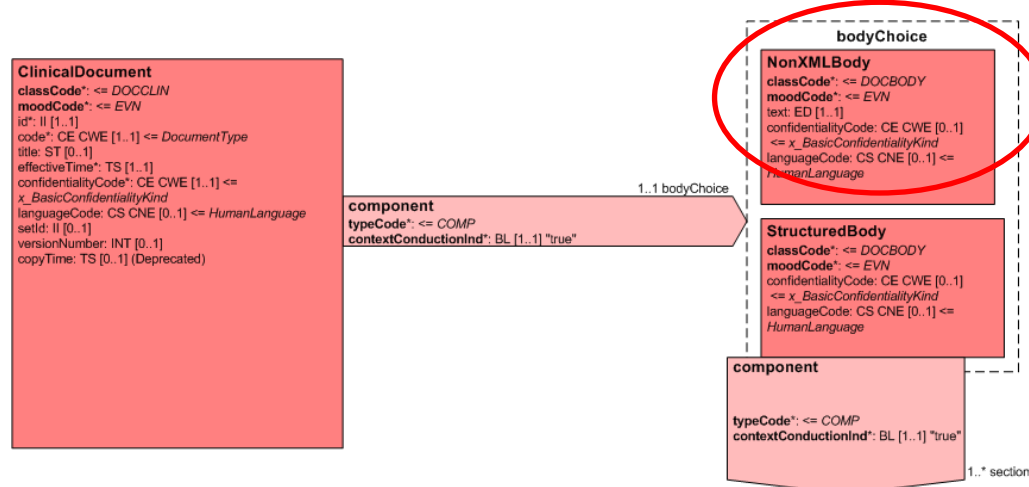 ClinicalDocument
classCode*: <= DOCCLIN
moodCode*: <= EVN
id*: II [1..1]
code*: CE CWE [1..1] <= DocumentType
title: ST [0..1]
effectiveTime*: TS [1..1]
confidentialityCode*: CE CWE [1..1] <=
x_BasicConfidentialityKind
languageCode: CS CNE [0..1] <= HumanLanguage
setId: II [0..1]
versionNumber: INT [0..1]
copyTime: TS [0..1] (Deprecated)
1..1 bodyChoice
component
typeCode*: <= COMP
contextConductionInd*: BL [1..1] "true"
bodyChoice
NonXMLBody
classCode*: <= DOCBODY
moodCode*: <= EVN
text: ED [1..1]
confidentialityCode: CE CWE [0..1]
<= x_BasicConfidentialityKind
languageCode: CS CNE [0..1] <=
HumanLanguage
StructuredBody
classCode*: <= DOCBODY
moodCode*: <= EVN
confidentialityCode: CE CWE [0..1]
<= x_BasicConfidentialityKind
languageCode: CS CNE [0..1] <=
HumanLanguage
component
typeCode*: <= COMP
contextConductionInd*: BL [1..1] "true"
1..* section